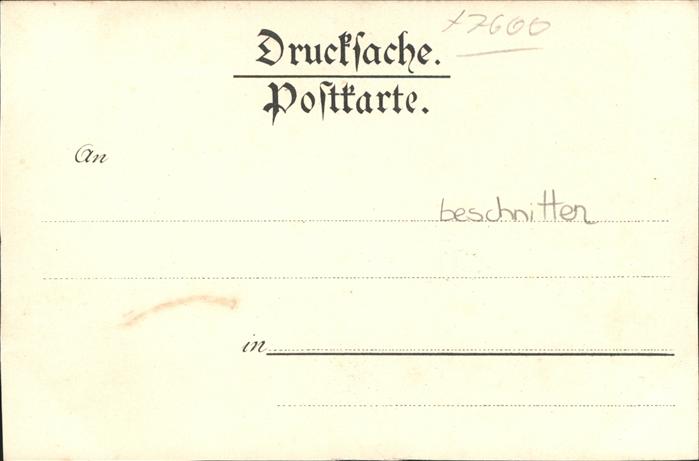 x7600
Druckſache.
Poſtkarte.
An
beschnitten
in